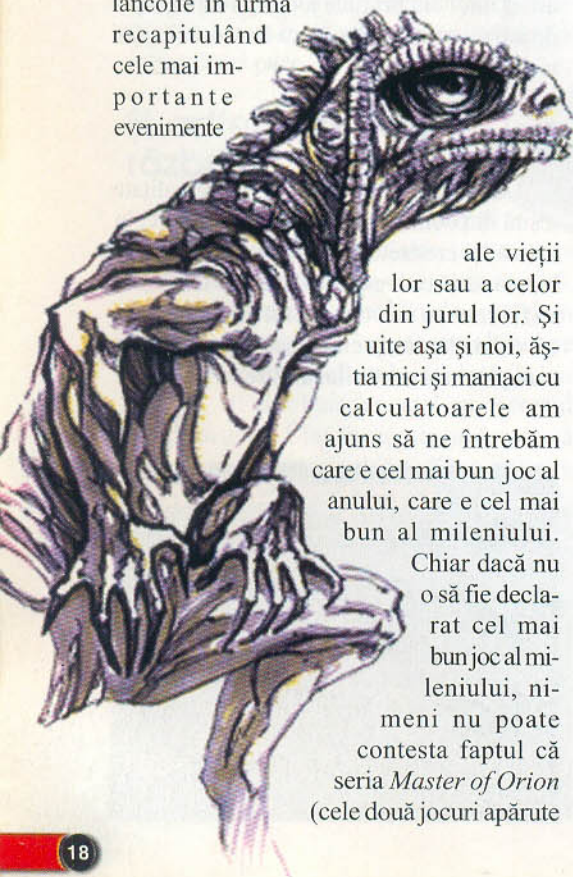 lancolie în urmă
recapitulând
cele mai im-
portante
evenimente
ale vieții
lor sau a celor
din jurul lor. Și
uite așa și noi, ăș-
tia mici și maniaci cu
calculatoarele am
ajuns să ne întrebăm
care e cel mai bun joc al
anului, care e cel mai
bun al mileniului.
Chiar dacă nu
o să fie decla-
rat cel mai
bun joc al mi-
leniului, ni-
meni nu poate
contesta faptul că
seria Master of Orion
(cele două jocuri apărute
18